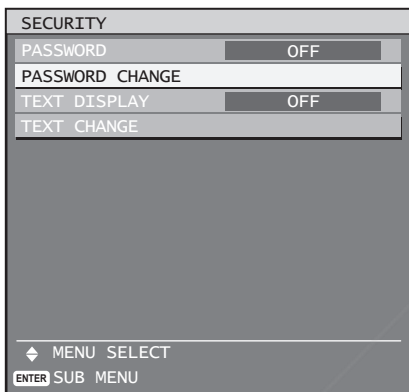 SECURITY
PASSWORD OFF
PASSWORD CHANGE
TEXT DISPLAY OFF
TEXT CHANGE
MENU SELECT
ENTER SUB MENU